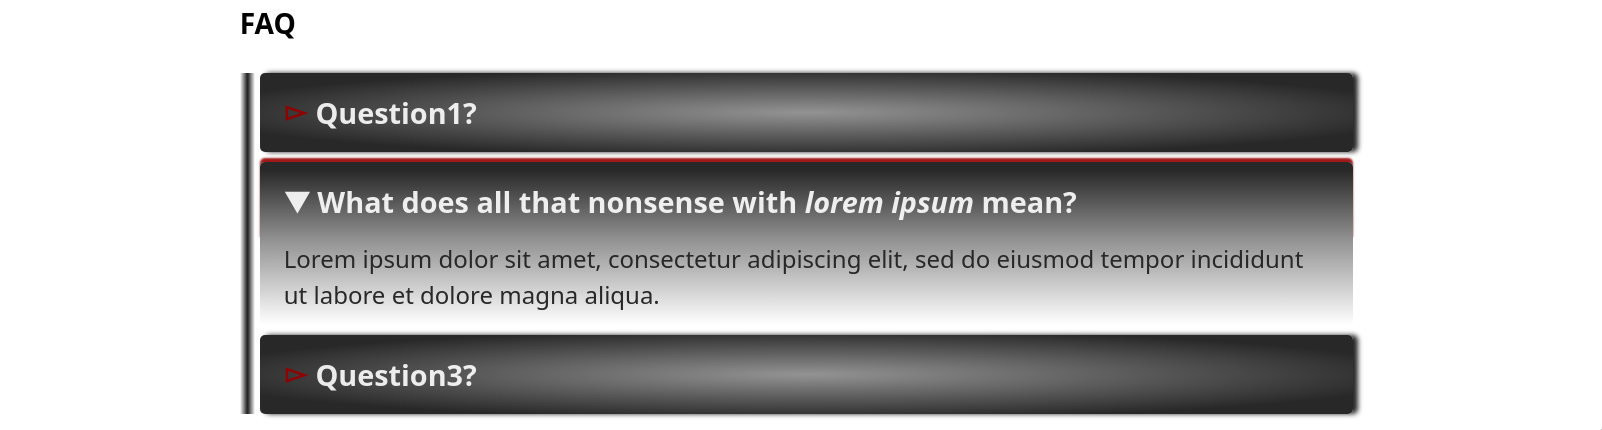 FAQ
Question1?
What does all that nonsense with lorem ipsum mean?
Lorem ipsum dolor sit amet, consectetur adipiscing elit, sed do eiusmod tempor incididunt
ut labore et dolore magna aliqua.
Question3?